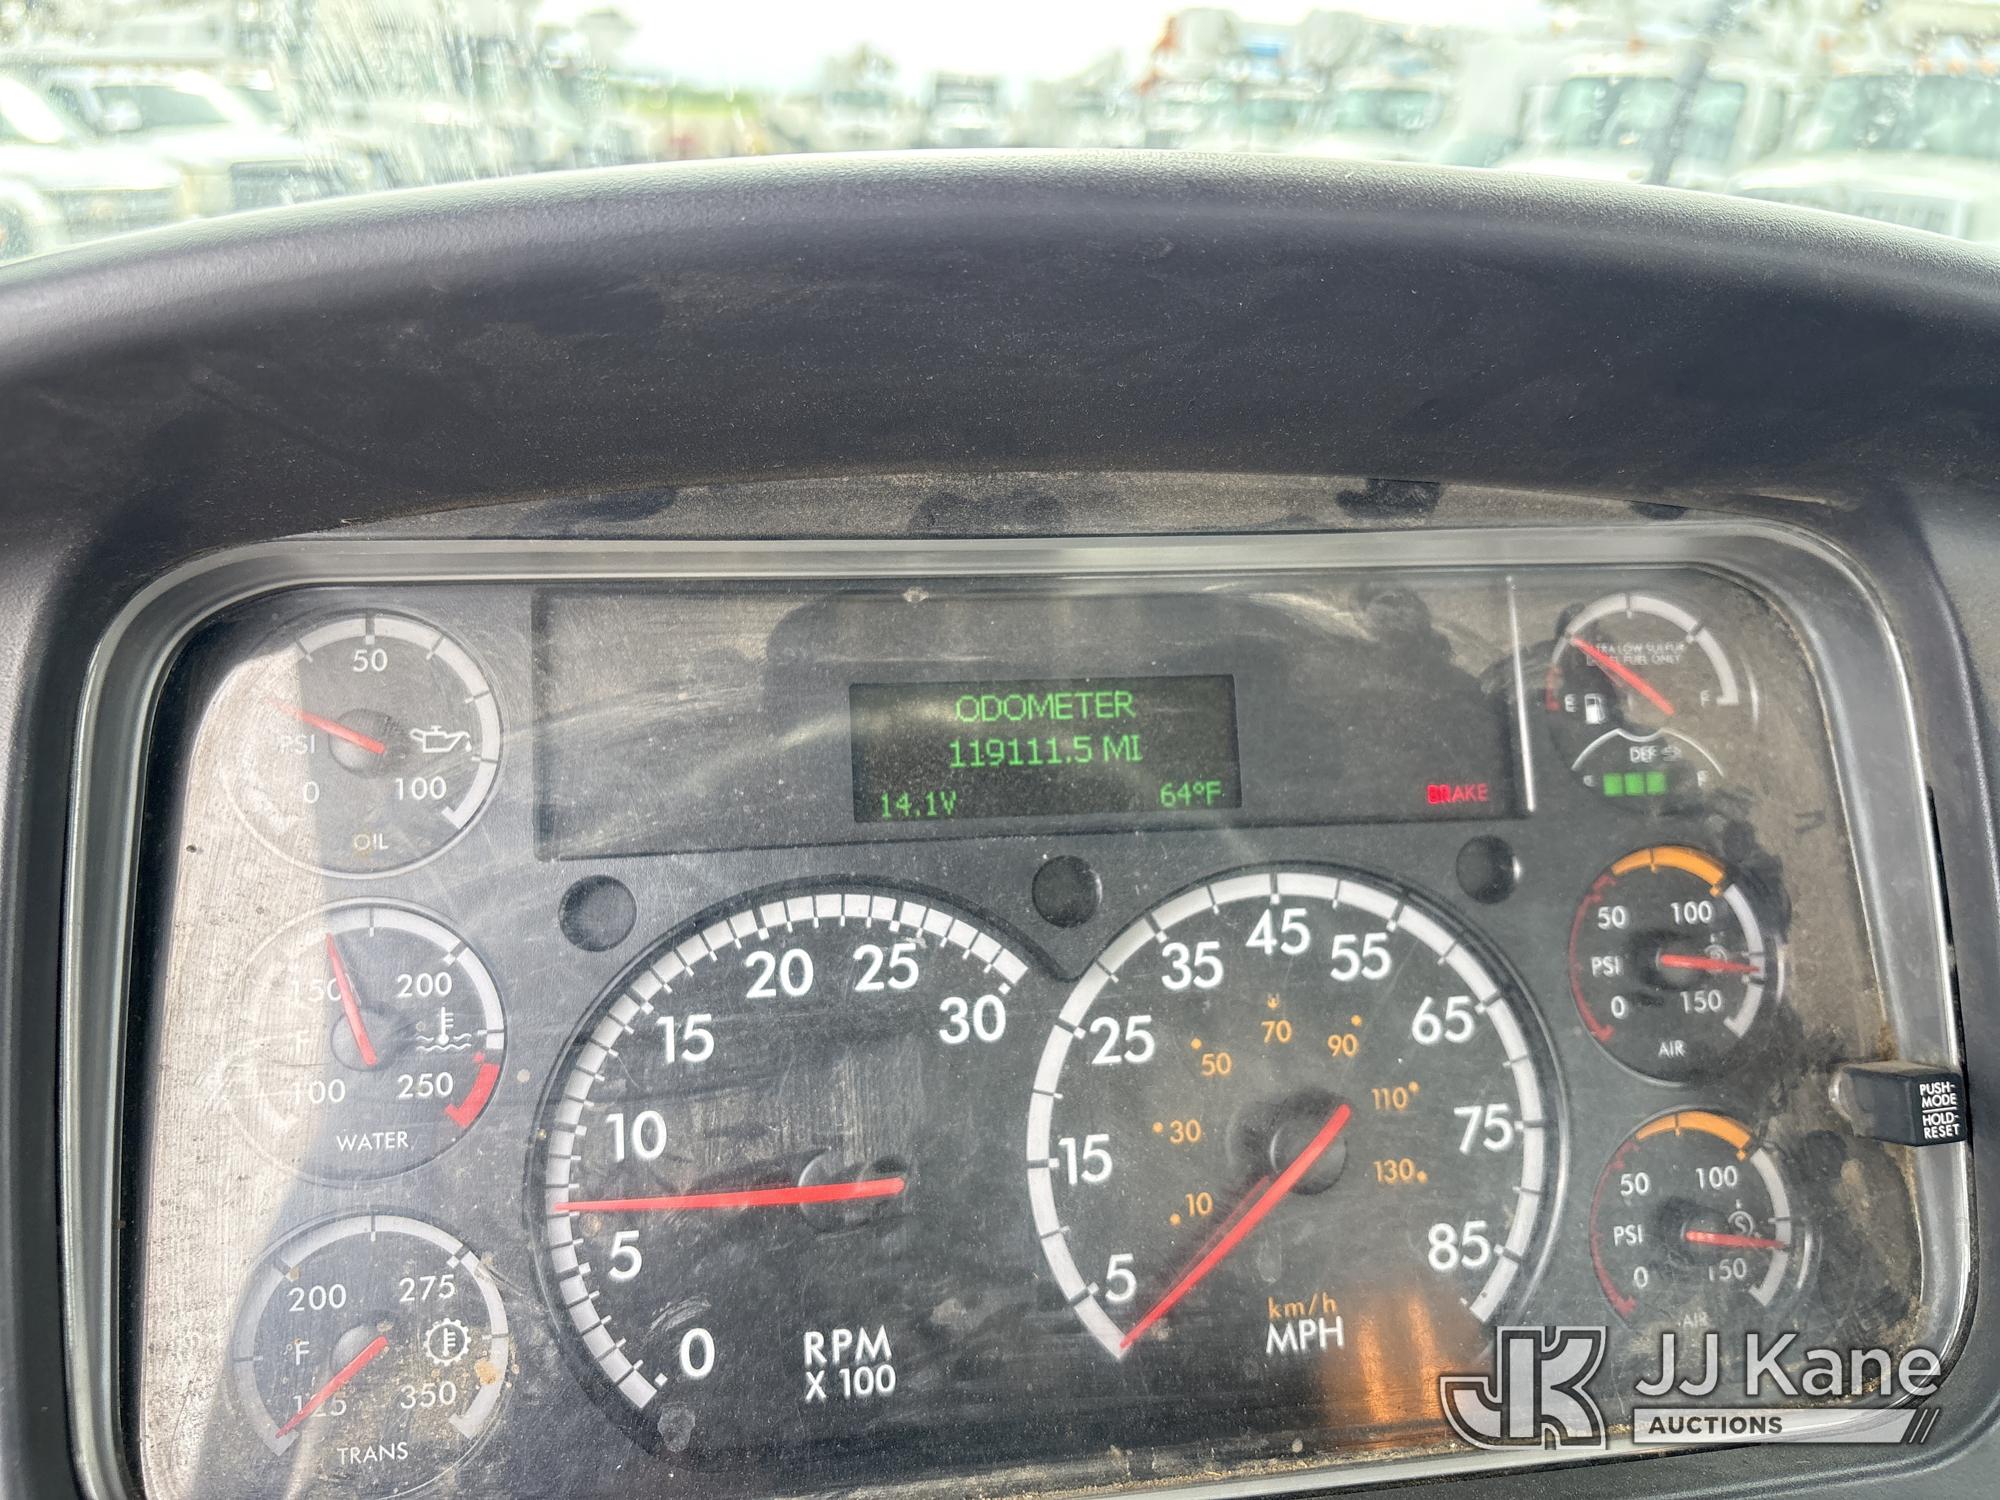 50
PSI
0
100
OIL
ODOMETER
119111.5 MI
14.1V
64°F
BRAKE
FUEL ONLY
E
F
DEF
F
150
200
F
100
250
WATER
0
5
10
15
20
25
30
RPM
X 100
5
15
25
35
45
55
65
75
85
10
30
50
70
90
110
130
km/h
MPH
50
100
PSI
0
150
AIR
50
100
PSI
0
150
AIR
200
275
°F
125
350
TRANS
PUSH-
MODE
HOLD-
RESET
JK
JJ Kane
AUCTIONS